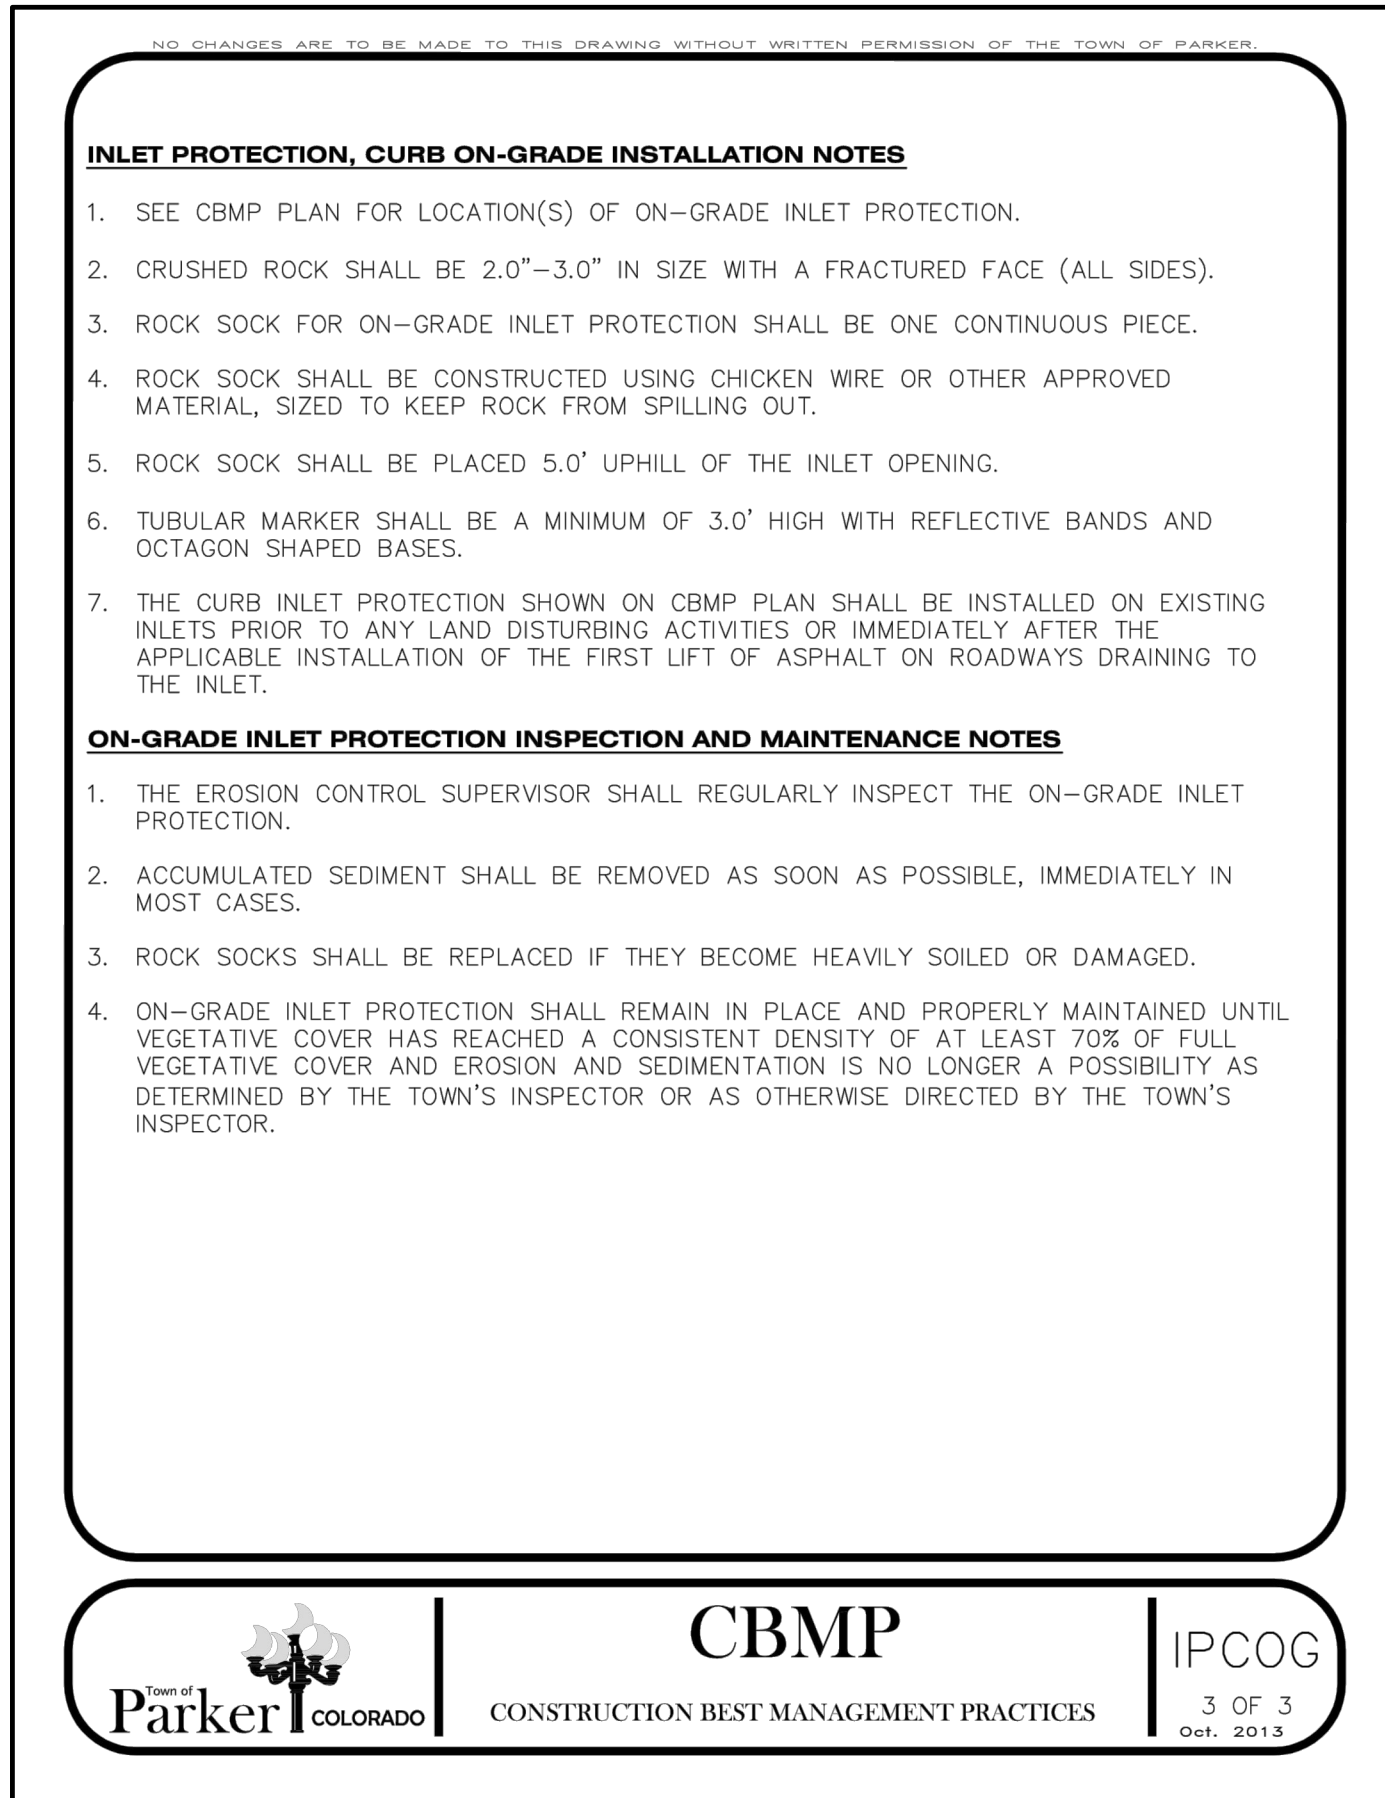 NO CHANGES ARE TO BE MADE TO THIS DRAWING WITHOUT WRITTEN PERMISSION OF THE TOWN OF PARKER.
INLET PROTECTION, CURB ON-GRADE INSTALLATION NOTES
1. SEE CBMP PLAN FOR LOCATION(S) OF ON–GRADE INLET PROTECTION.
2. CRUSHED ROCK SHALL BE 2.0”–3.0” IN SIZE WITH A FRACTURED FACE (ALL SIDES).
3. ROCK SOCK FOR ON–GRADE INLET PROTECTION SHALL BE ONE CONTINUOUS PIECE.
4. ROCK SOCK SHALL BE CONSTRUCTED USING CHICKEN WIRE OR OTHER APPROVED
MATERIAL, SIZED TO KEEP ROCK FROM SPILLING OUT.
5. ROCK SOCK SHALL BE PLACED 5.0’ UPHILL OF THE INLET OPENING.
6. TUBULAR MARKER SHALL BE A MINIMUM OF 3.0’ HIGH WITH REFLECTIVE BANDS AND
OCTAGON SHAPED BASES.
7. THE CURB INLET PROTECTION SHOWN ON CBMP PLAN SHALL BE INSTALLED ON EXISTING
INLETS PRIOR TO ANY LAND DISTURBING ACTIVITIES OR IMMEDIATELY AFTER THE
APPLICABLE INSTALLATION OF THE FIRST LIFT OF ASPHALT ON ROADWAYS DRAINING TO
THE INLET.
ON-GRADE INLET PROTECTION INSPECTION AND MAINTENANCE NOTES
1. THE EROSION CONTROL SUPERVISOR SHALL REGULARLY INSPECT THE ON–GRADE INLET
PROTECTION.
2. ACCUMULATED SEDIMENT SHALL BE REMOVED AS SOON AS POSSIBLE, IMMEDIATELY IN
MOST CASES.
3. ROCK SOCKS SHALL BE REPLACED IF THEY BECOME HEAVILY SOILED OR DAMAGED.
4. ON–GRADE INLET PROTECTION SHALL REMAIN IN PLACE AND PROPERLY MAINTAINED UNTIL
VEGETATIVE COVER HAS REACHED A CONSISTENT DENSITY OF AT LEAST 70% OF FULL
VEGETATIVE COVER AND EROSION AND SEDIMENTATION IS NO LONGER A POSSIBILITY AS
DETERMINED BY THE TOWN’S INSPECTOR OR AS OTHERWISE DIRECTED BY THE TOWN’S
INSPECTOR.
Town of
Parker COLORADO
CBMP
CONSTRUCTION BEST MANAGEMENT PRACTICES
IPCOG
3 OF 3
Oct. 2013